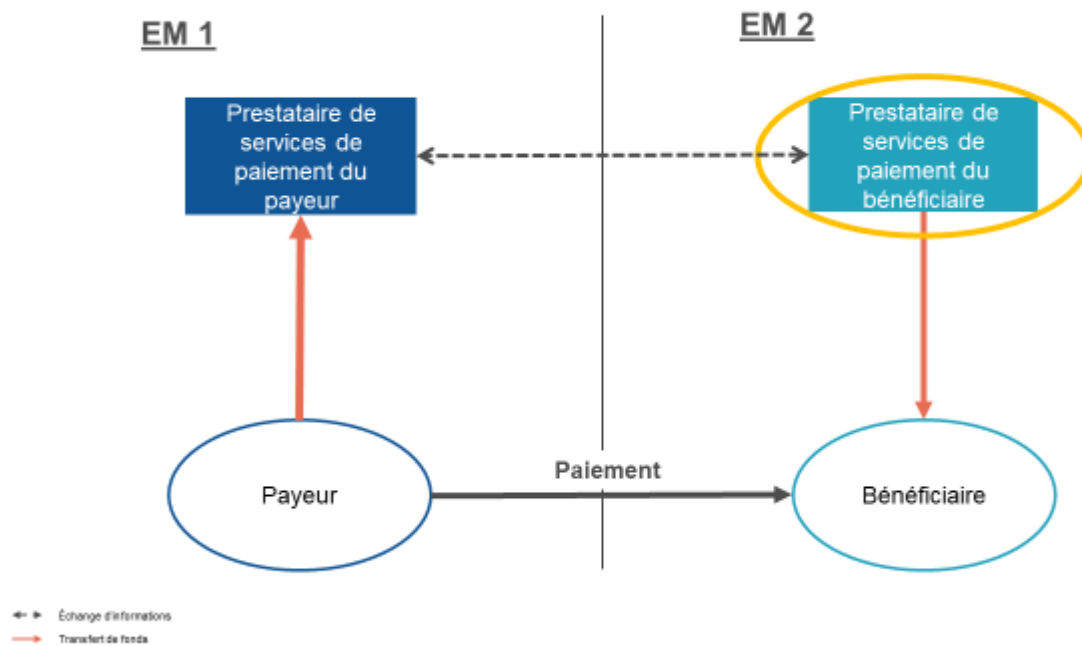 EM 1
EM 2
Prestataire de
services de
paiement du
payeur
Prestataire de
services de
paiement du
bénéficiaire
Paiement
Payeur
Bénéficiaire
Échange d'informations
Transfert de fonds